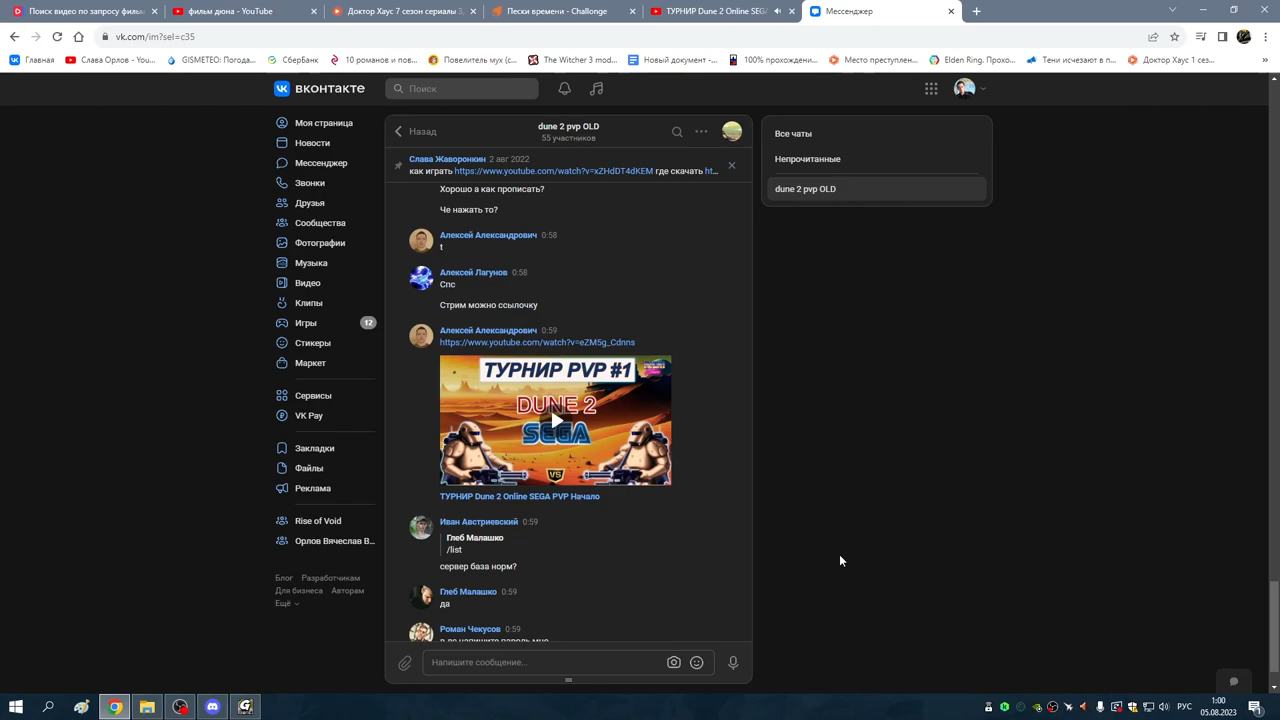 Поиск видео по запросу фильм
фильм дюна - YouTube
Доктор Хаус 7 сезон сериалы 3
Пески времени - Challonge
ТУРНИР Dune 2 Online SEGA
Мессенджер
vk.com/im?sel=c35
Главная
Слава Орлов - You...
GISMETEO: Погода...
СберБанк
10 романов и пов...
Повелитель мух (с...
The Witcher 3 mod...
Новый документ -...
100% прохождени...
Место преступлен...
Elden Ring. Прохо...
Тени исчезают в п...
Доктор Хаус 1 сез...
вконтакте
Поиск
Моя страница
Новости
Мессенджер
Звонки
Друзья
Сообщества
Фотографии
Музыка
Видео
Клипы
Игры 12
Стикеры
Маркет
Сервисы
VK Pay
Закладки
Файлы
Реклама
Rise of Void
Орлов Вячеслав В...
Блог Разработчикам
Для бизнеса Авторам
Ещё
Назад
dune 2 pvp OLD
55 участников
Слава Жаворонкин 2 авг 2022
как играть https://www.youtube.com/watch?v=xZHdDT4dKEM где скачать ht...
Хорошо а как прописать?
Че нажать то?
Алексей Александрович 0:58
t
Алексей Лагунов 0:58
Спс
Стрим можно ссылочку
Алексей Александрович 0:59
https://www.youtube.com/watch?v=eZM5g_Cdnns
ТУРНИР PVP #1
DUNE 2
SEGA
VS
ТУРНИР Dune 2 Online SEGA PVP Начало
Иван Австриевский 0:59
Глеб Малашко
/list
сервер база норм?
Глеб Малашко 0:59
да
Роман Чекусов 0:59
Напишите сообщение...
Все чаты
Непрочитанные
dune 2 pvp OLD
РУС
1:00
05.08.2023
1